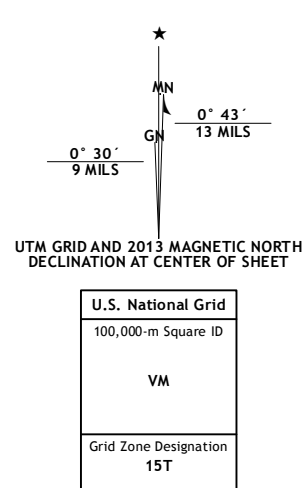 ★
MN
0° 43´
GN
13 MILS
0° 30´
9 MILS
UTM GRID AND 2013 MAGNETIC NORTH
DECLINATION AT CENTER OF SHEET
U.S. National Grid
100,000-m Square ID
VM
Grid Zone Designation
15T